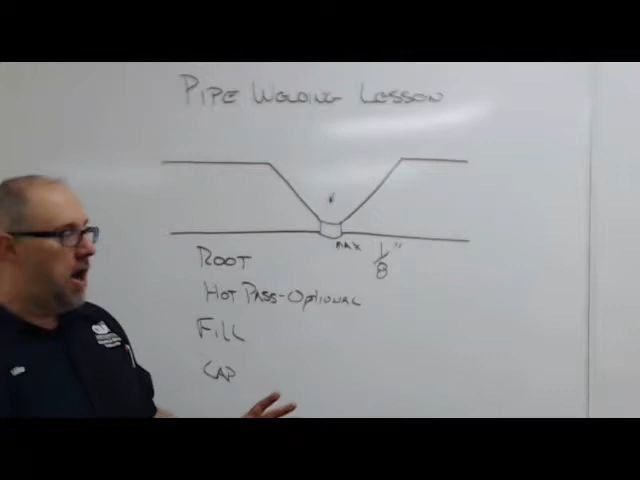 Pipe Welding Lesson
MAX 1/8"
Root
Hot Pass-Optional
Fill
Cap